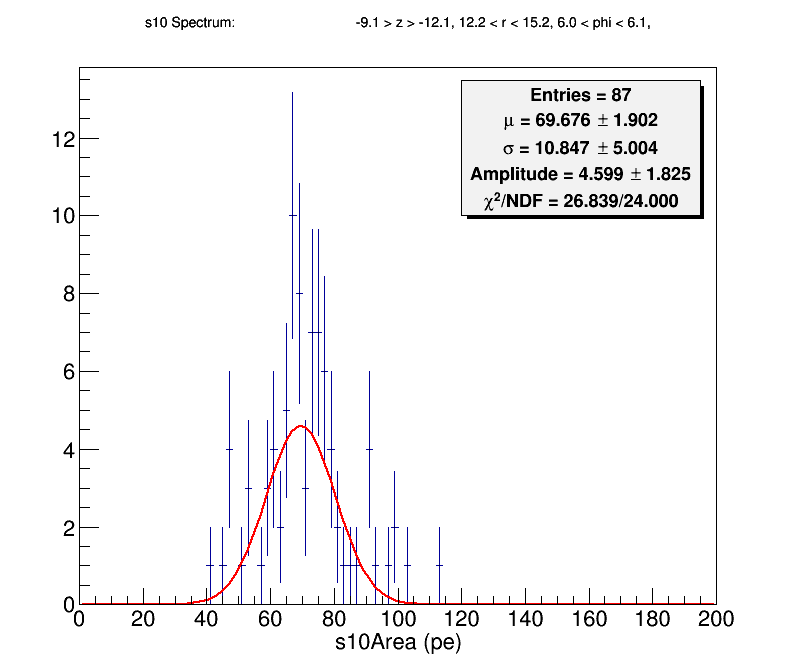 s10 Spectrum: -9.1 > z > -12.1, 12.2 < r < 15.2, 6.0 < phi < 6.1,
Entries = 87
μ = 69.676 ± 1.902
σ = 10.847 ± 5.004
Amplitude = 4.599 ± 1.825
χ²/NDF = 26.839/24.000
12
10
8
6
4
2
0
0 20 40 60 80 100 120 140 160 180 200
s10Area (pe)